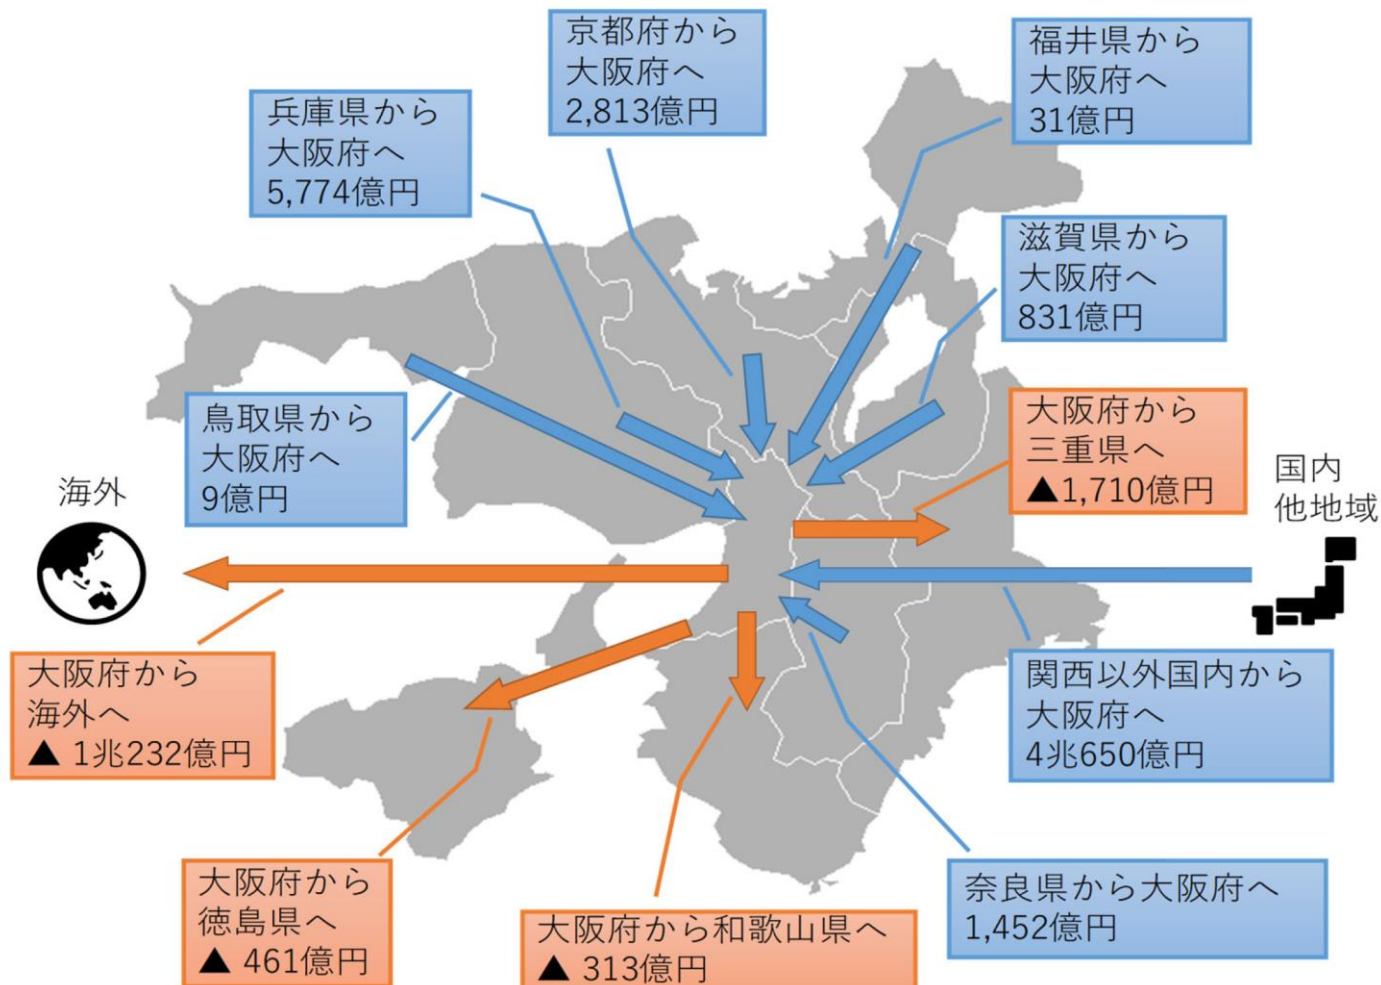 京都府から
大阪府へ
2,813億円
福井県から
大阪府へ
31億円
兵庫県から
大阪府へ
5,774億円
滋賀県から
大阪府へ
831億円
鳥取県から
大阪府へ
9億円
大阪府から
三重県へ
▲1,710億円
海外
国内
他地域
大阪府から
海外へ
▲ 1兆232億円
関西以外国内から
大阪府へ
4兆650億円
大阪府から
徳島県へ
▲ 461億円
大阪府から和歌山県へ
▲ 313億円
奈良県から大阪府へ
1,452億円